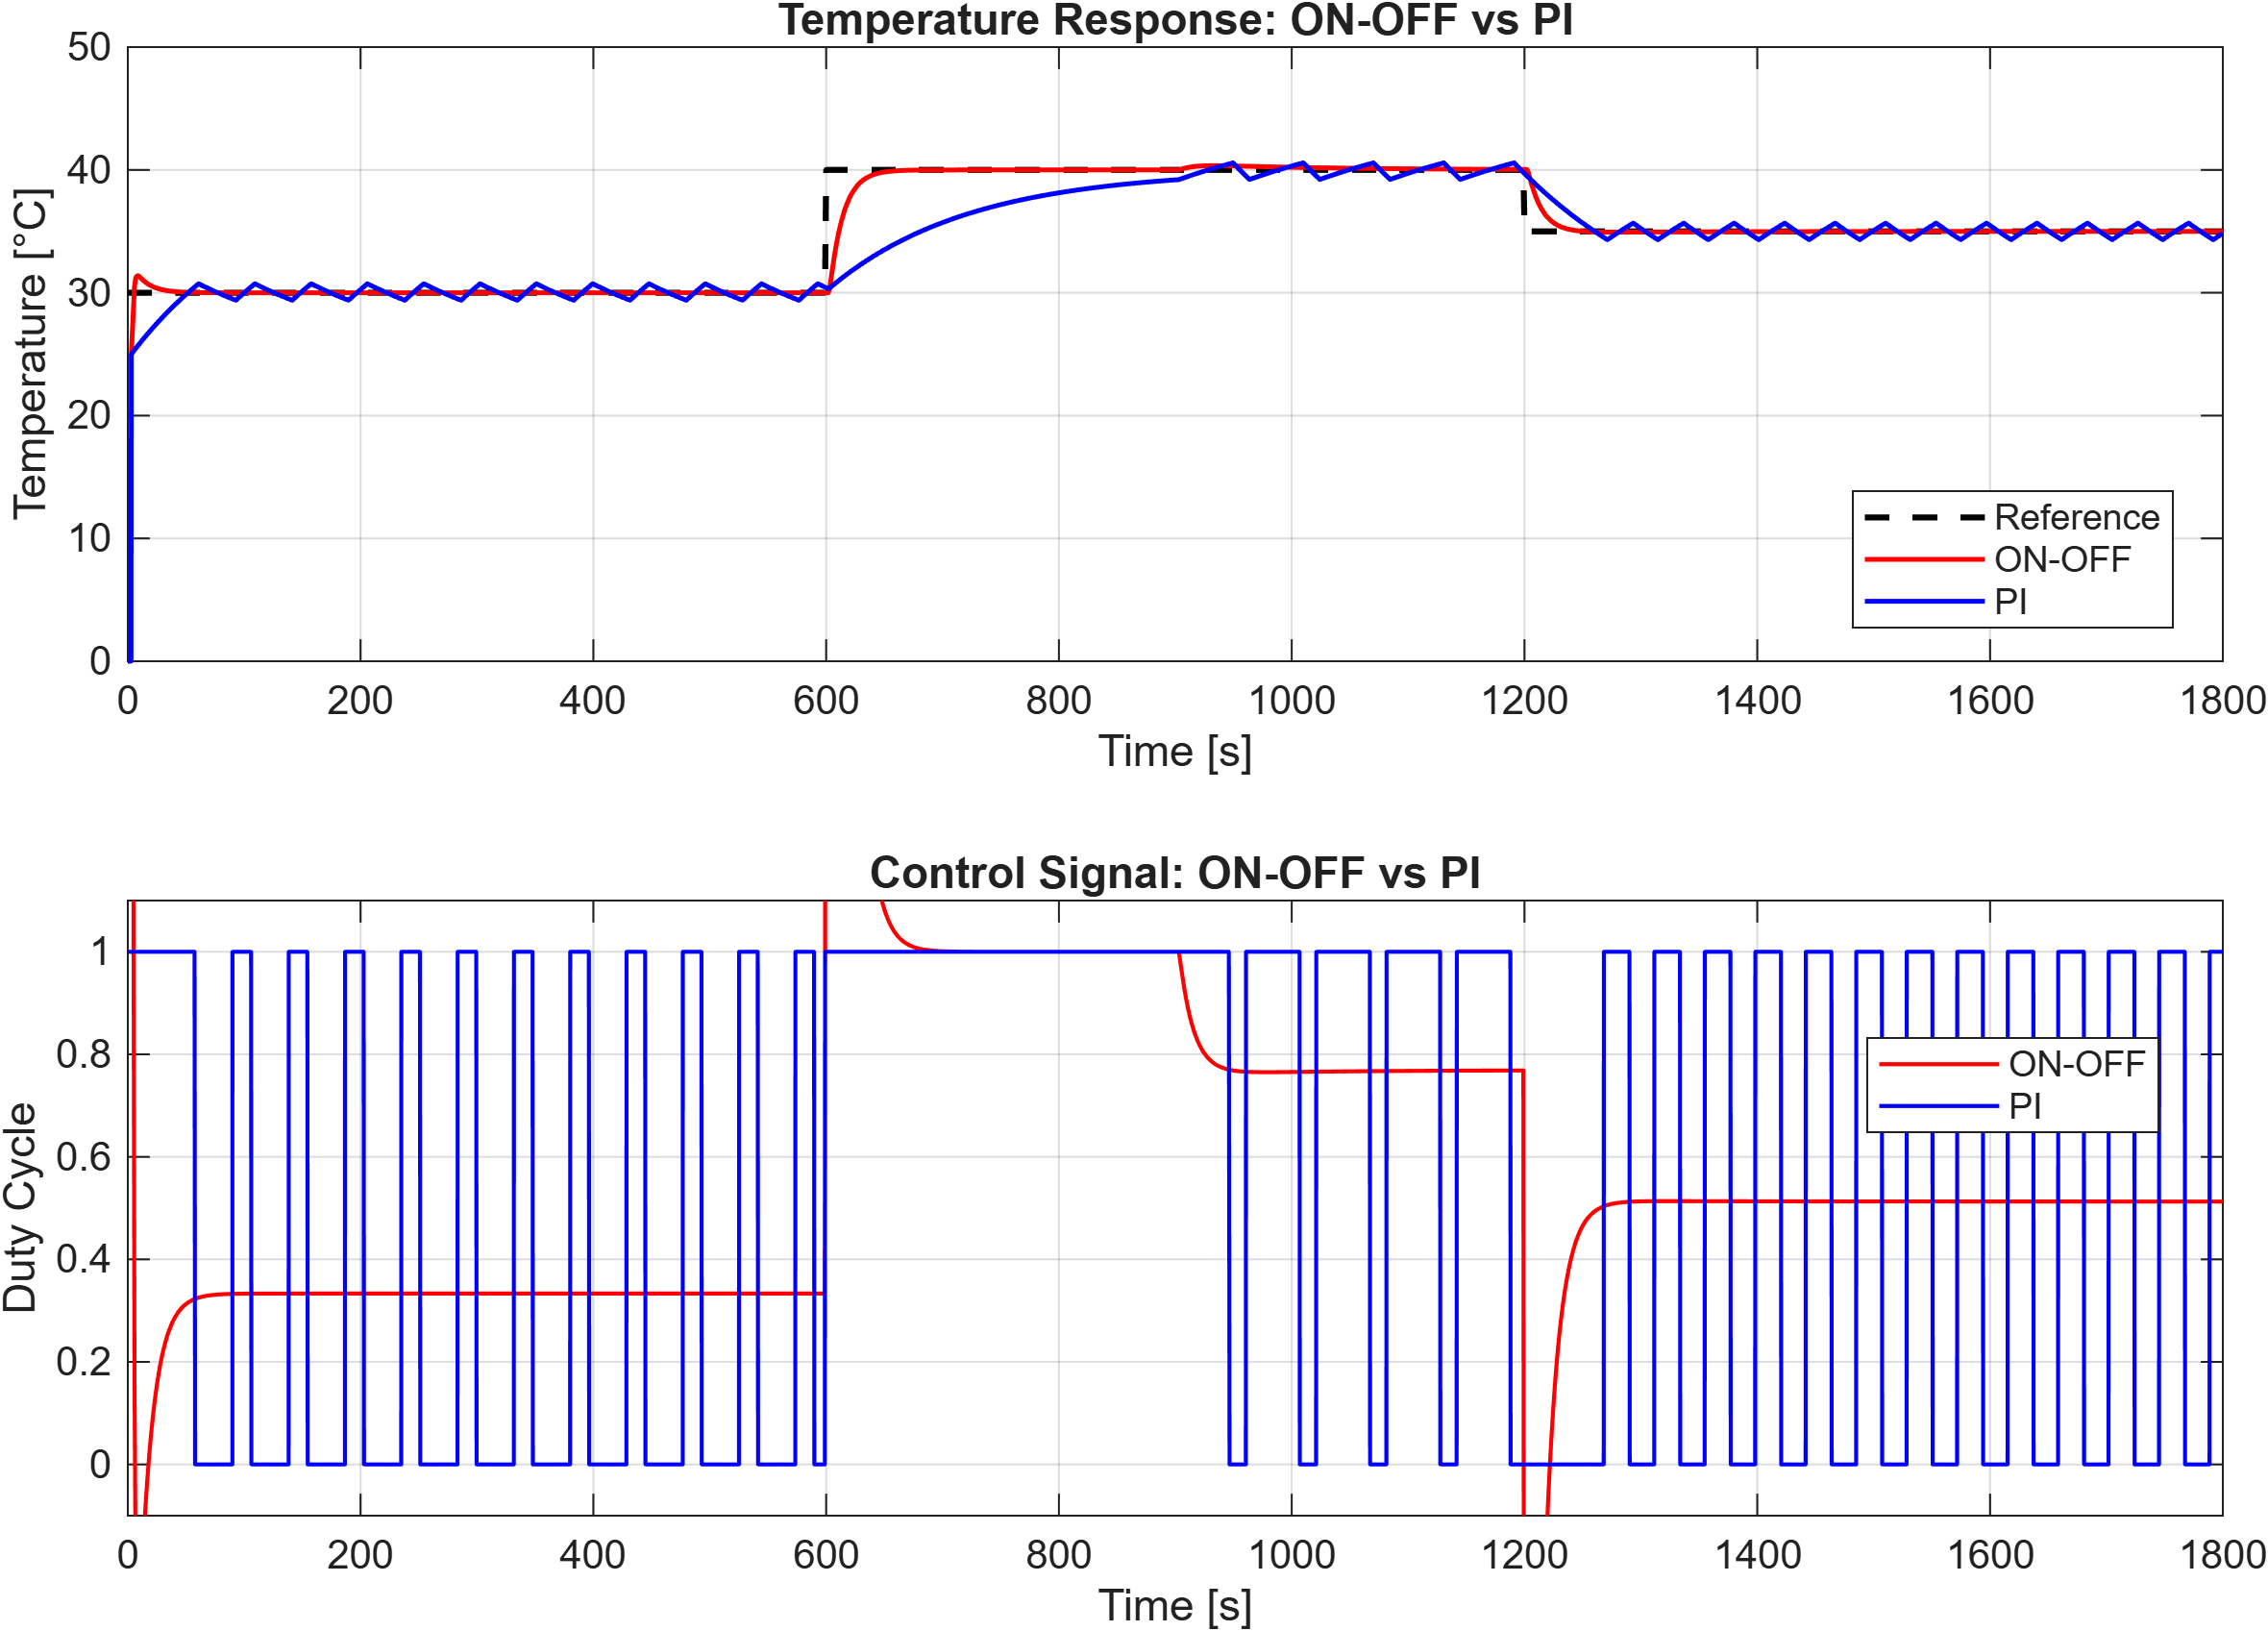 Temperature Response: ON-OFF vs PI
Temperature [°C]
50
40
30
20
10
0
Reference
ON-OFF
PI
0 200 400 600 800 1000 1200 1400 1600 1800
Time [s]
Control Signal: ON-OFF vs PI
Duty Cycle
1
0.8
0.6
0.4
0.2
0
ON-OFF
PI
0 200 400 600 800 1000 1200 1400 1600 1800
Time [s]